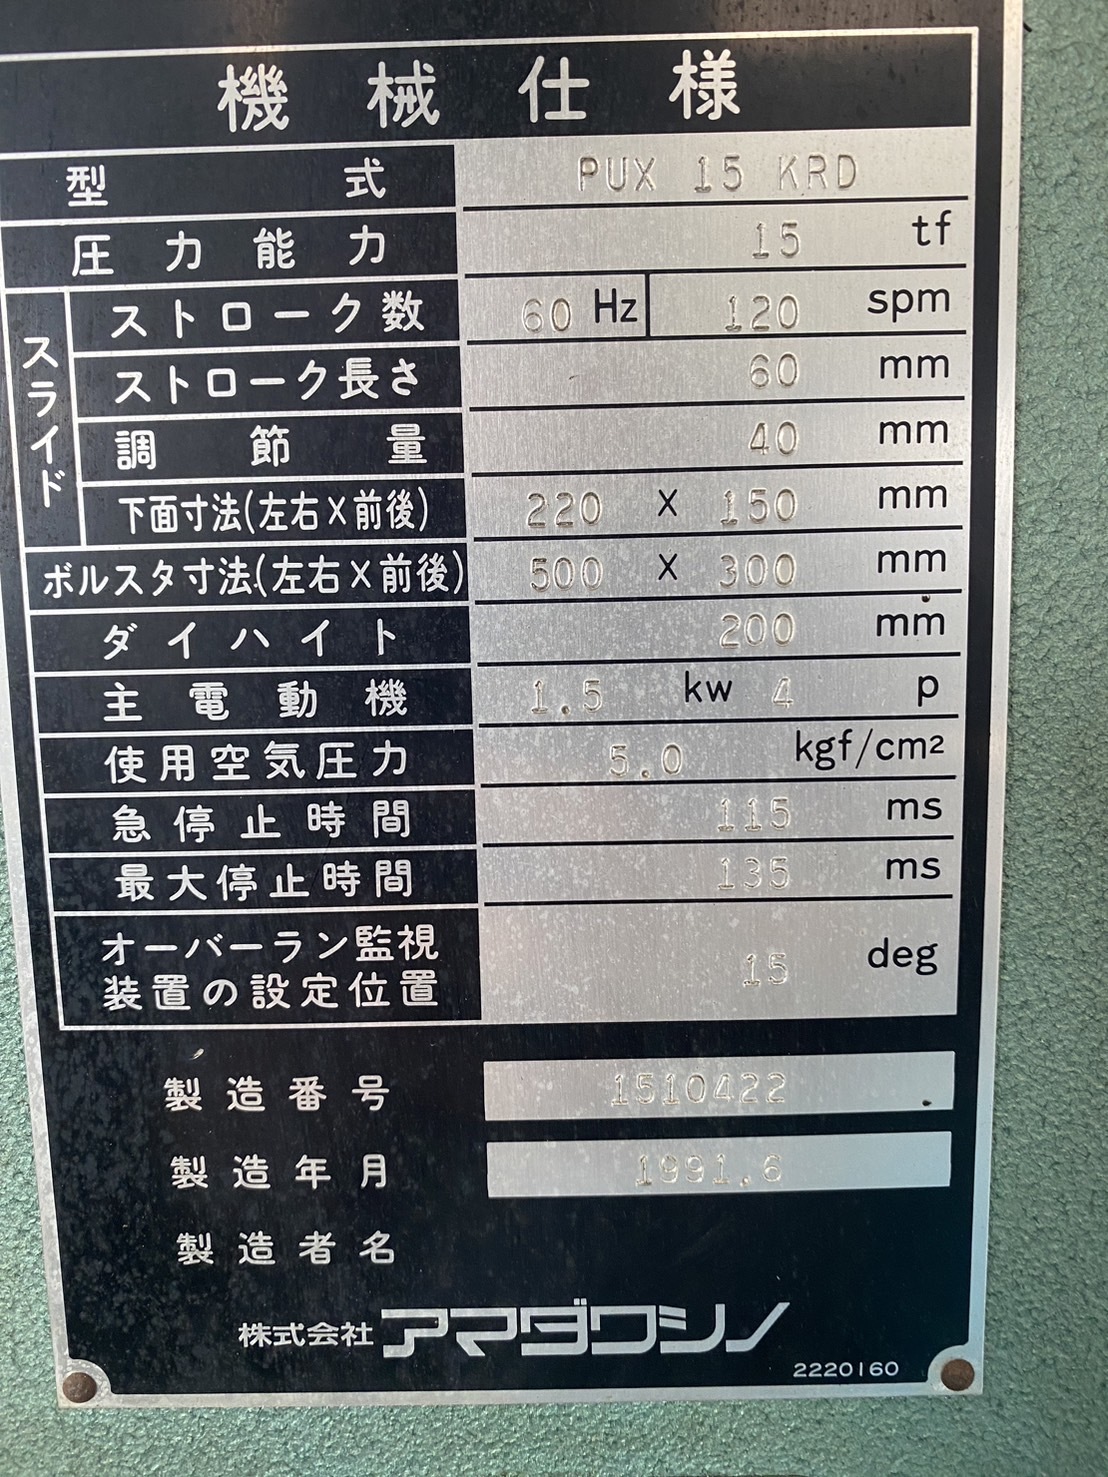 機械仕様
型式 PUX 15 KRD
圧力能力 15 tf
スライド
ストローク数 60 Hz 120 spm
ストローク長さ 60 mm
調節量 40 mm
下面寸法(左右×前後) 220 × 150 mm
ボルスタ寸法(左右×前後) 500 × 300 mm
ダイハイト 200 mm
主電動機 1.5 kw 4 p
使用空気圧力 5.0 kgf/cm2
急停止時間 115 ms
最大停止時間 135 ms
オーバーラン監視
装置の設定位置 15 deg
製造番号 1510422
製造年月 1991.6
製造者名
株式会社 アマダワシノ
2220160